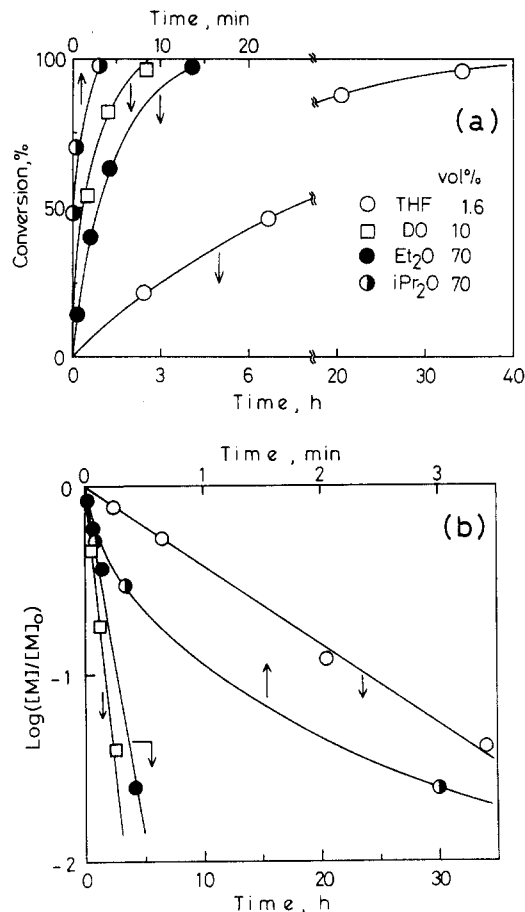 Time, min
0 10 20
100
50
0
Conversion, %
(a)
vol%
○ THF 1.6
□ DO 10
● Et₂O 70
◑ iPr₂O 70
0 3 6 20 30 40
Time, h
Time, min
0 1 2 3
0
-1
-2
Log([M]/[M]₀)
(b)
0 10 20 30
Time, h